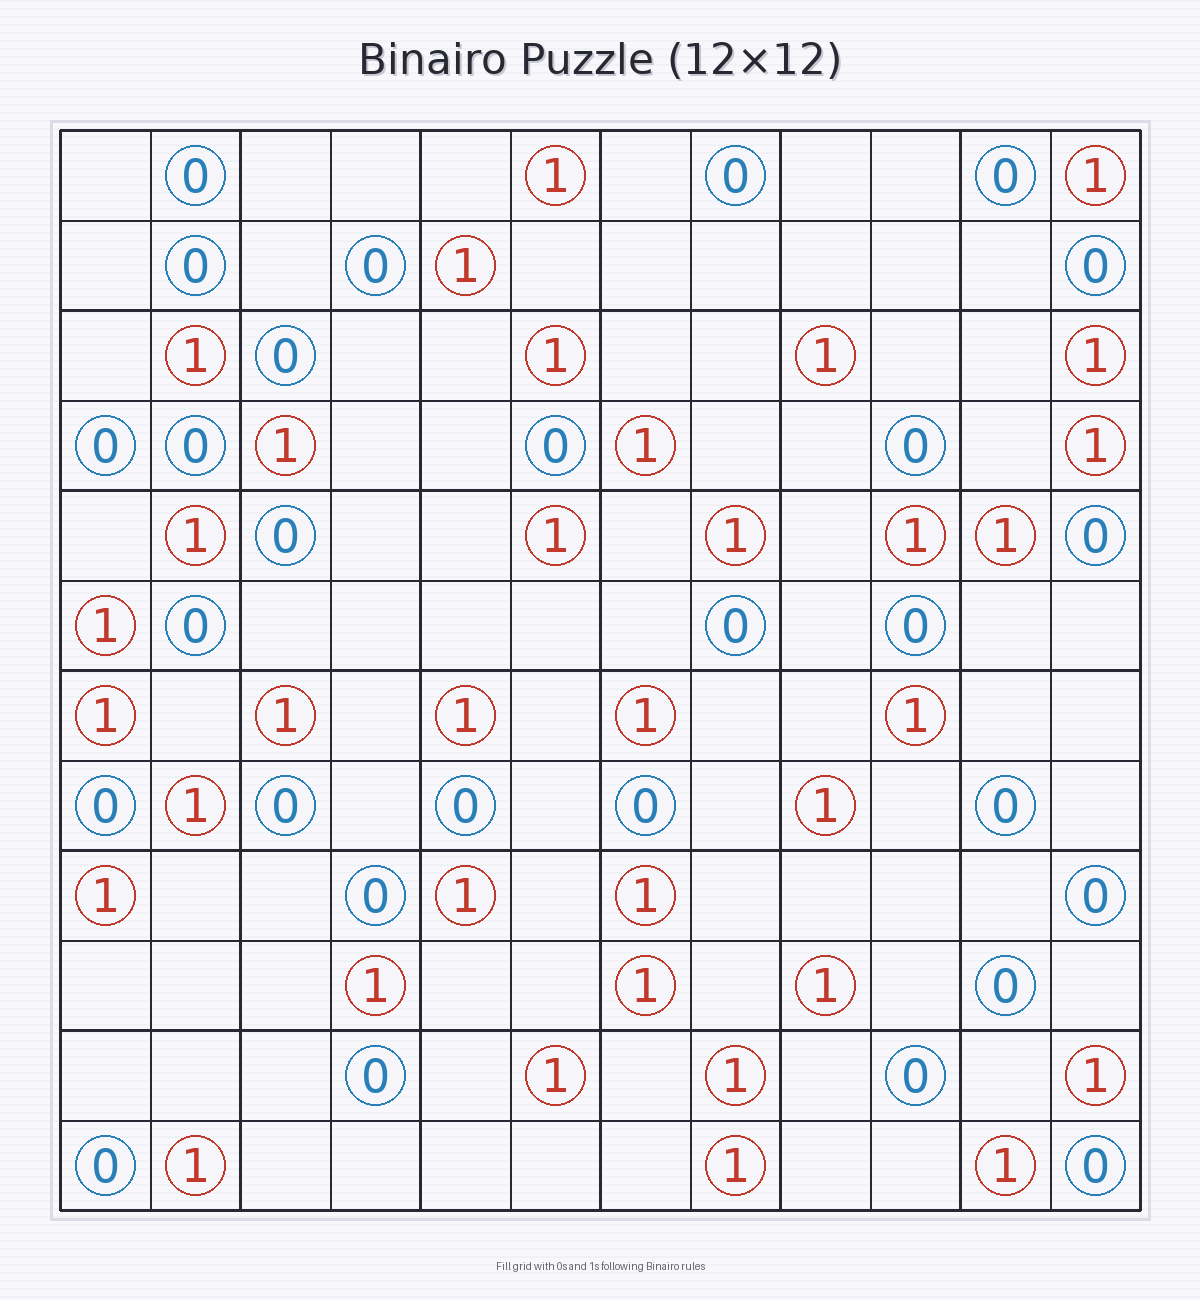 Binairo Puzzle (12×12)
0 1 0 0 1
0 0 1 0
1 0 1 1 1
0 0 1 0 1 0 1
1 0 1 1 1 1 0
1 0 0 0
1 1 1 1 1
0 1 0 0 0 1 0
1 0 1 1 0
1 1 1 0
0 1 1 0 1
0 1 1 1 0
Fill grid with 0s and 1s following Binairo rules